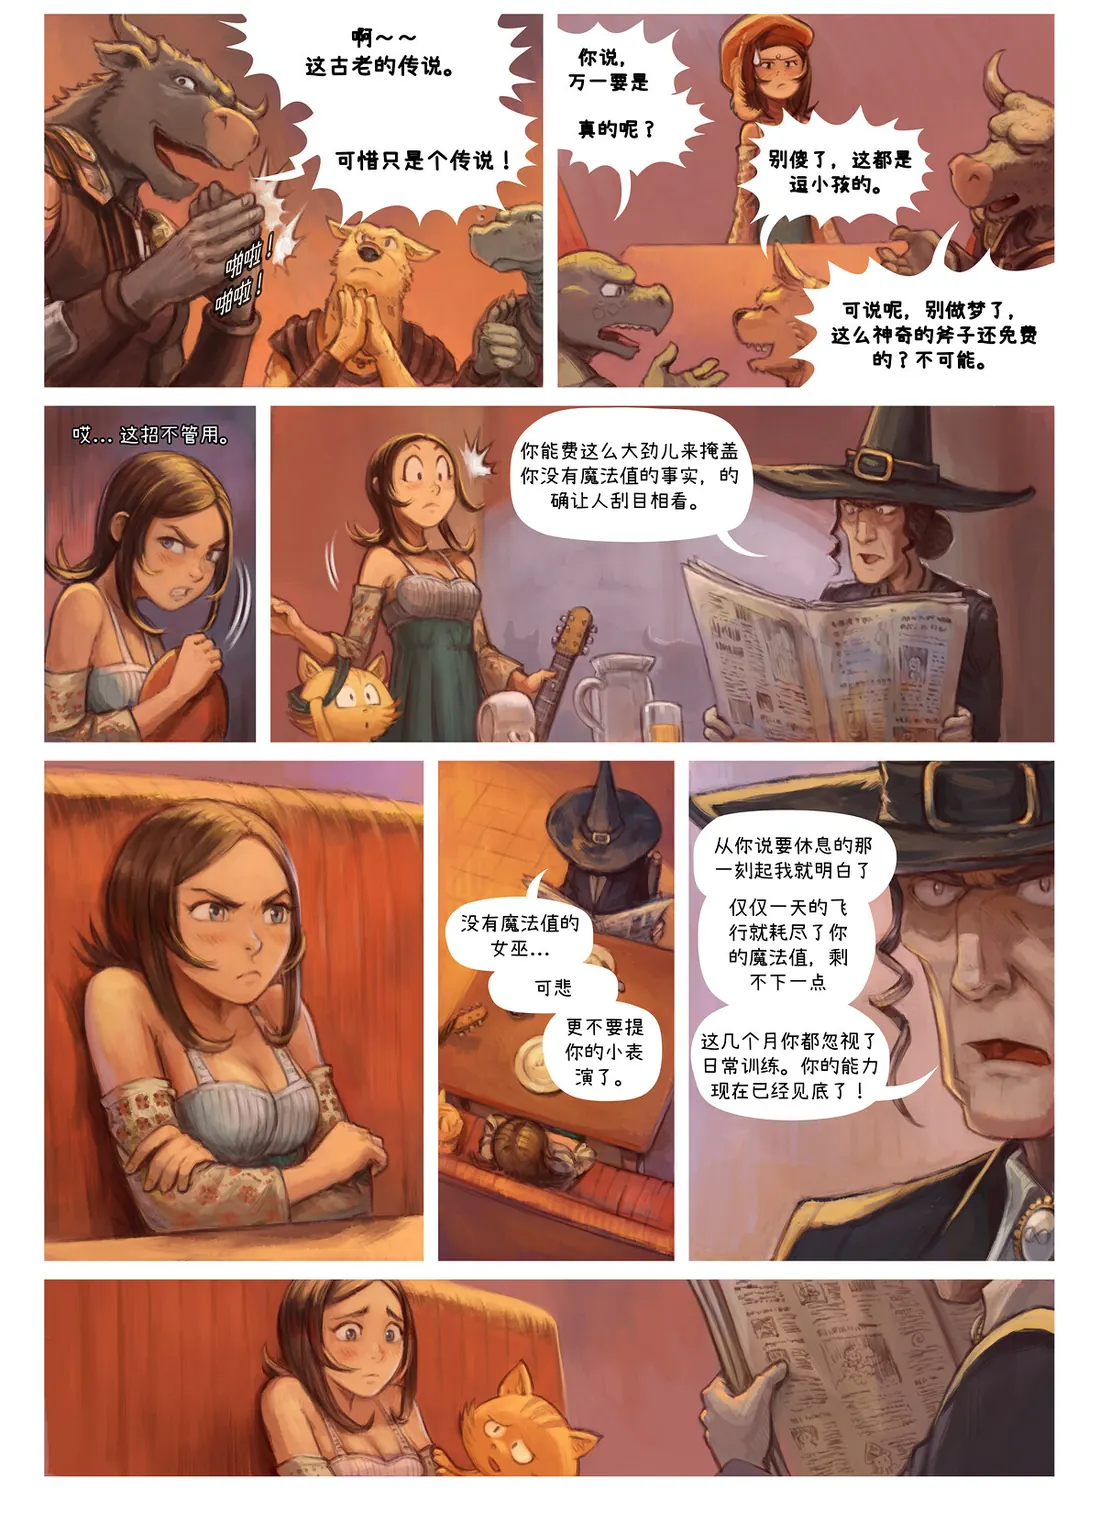 啊～～
这古老的传说。
可惜只是个传说！
啪啦！
啪啦！
你说，
万一要是
真的呢？
别傻了，这都是
逗小孩的。
可说呢，别做梦了，
这么神奇的斧子还免费
的？不可能。
哎... 这招不管用。
你能费这么大劲儿来掩盖
你没有魔法值的事实，的
确让人刮目相看。
没有魔法值的
女巫...
可悲
更不要提
你的小表
演了。
从你说要休息的那
一刻起我就明白了
仅仅一天的飞
行就耗尽了你
的魔法值，剩
不下一点
这几个月你都忽视了
日常训练。你的能力
现在已经见底了！